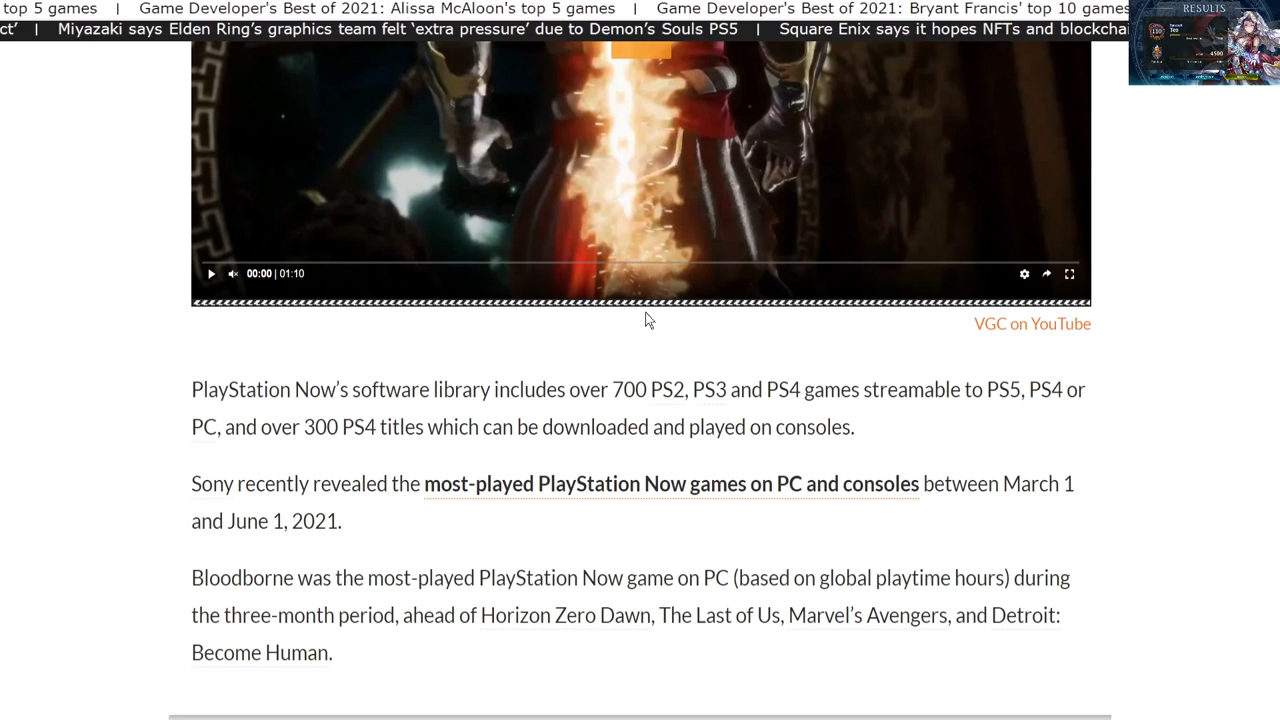 top 5 games | Game Developer's Best of 2021: Alissa McAloon's top 5 games | Game Developer's Best of 2021: Bryant Francis' top 10 games
ct’ | Miyazaki says Elden Ring’s graphics team felt ‘extra pressure’ due to Demon’s Souls PS5 | Square Enix says it hopes NFTs and blockchai
RESULTS
110
4500
00:00 | 01:10
VGC on YouTube
PlayStation Now’s software library includes over 700 PS2, PS3 and PS4 games streamable to PS5, PS4 or
PC, and over 300 PS4 titles which can be downloaded and played on consoles.
Sony recently revealed the most-played PlayStation Now games on PC and consoles between March 1
and June 1, 2021.
Bloodborne was the most-played PlayStation Now game on PC (based on global playtime hours) during
the three-month period, ahead of Horizon Zero Dawn, The Last of Us, Marvel’s Avengers, and Detroit:
Become Human.